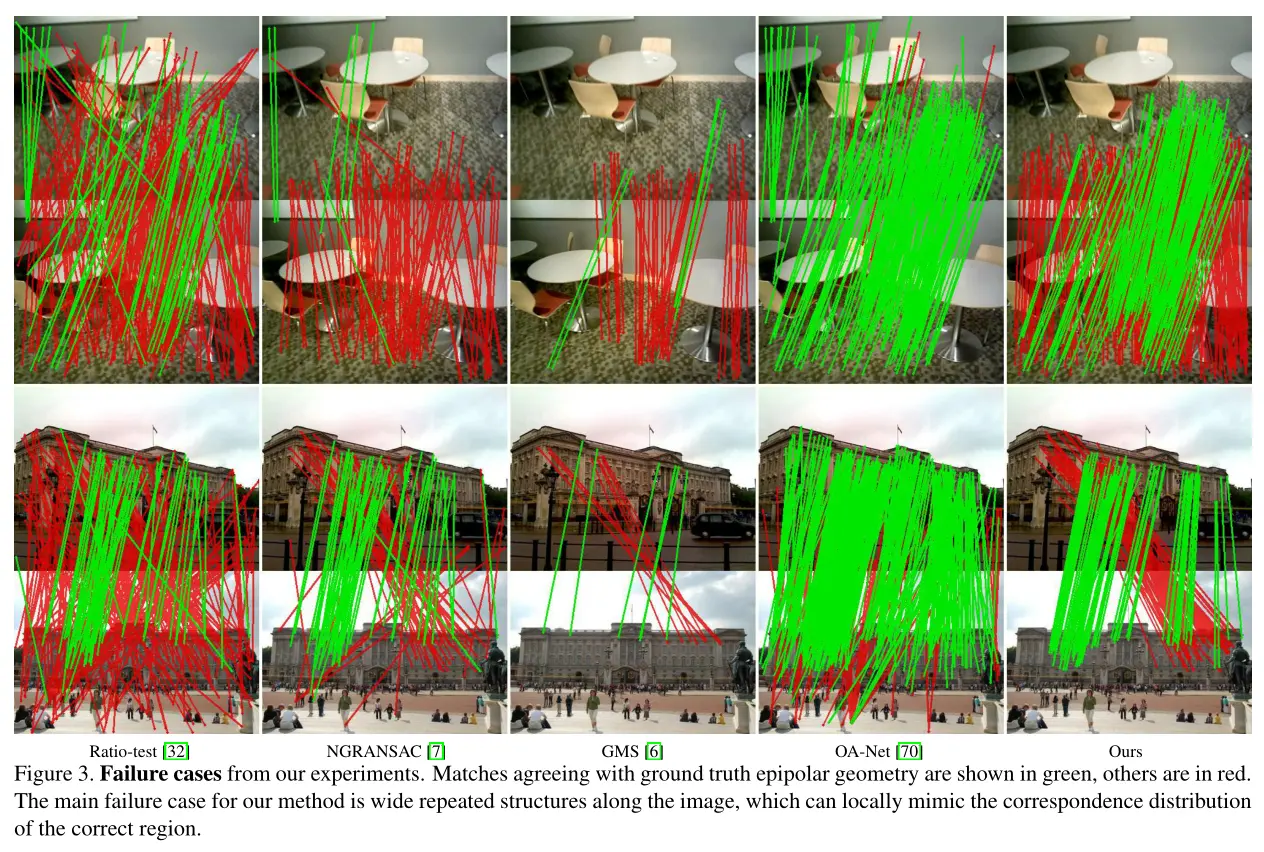 Ratio-test [32] NGRANSAC [7] GMS [6] OA-Net [70] Ours
Figure 3. Failure cases from our experiments. Matches agreeing with ground truth epipolar geometry are shown in green, others are in red.
The main failure case for our method is wide repeated structures along the image, which can locally mimic the correspondence distribution
of the correct region.